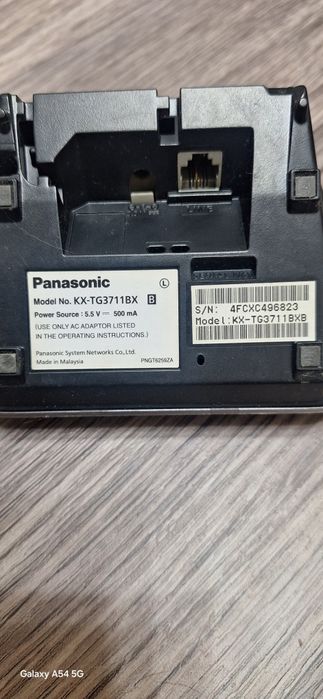 Panasonic
L
Model No. KX-TG3711BX B
Power Source : 5.5 V ⎓ 500 mA
(USE ONLY AC ADAPTOR LISTED
IN THE OPERATING INSTRUCTIONS.)
Panasonic System Networks Co., Ltd.
Made in Malaysia
PNGT6259ZA
S/N: 4FCXC496823
Model:KX-TG3711BXB
Galaxy A54 5G